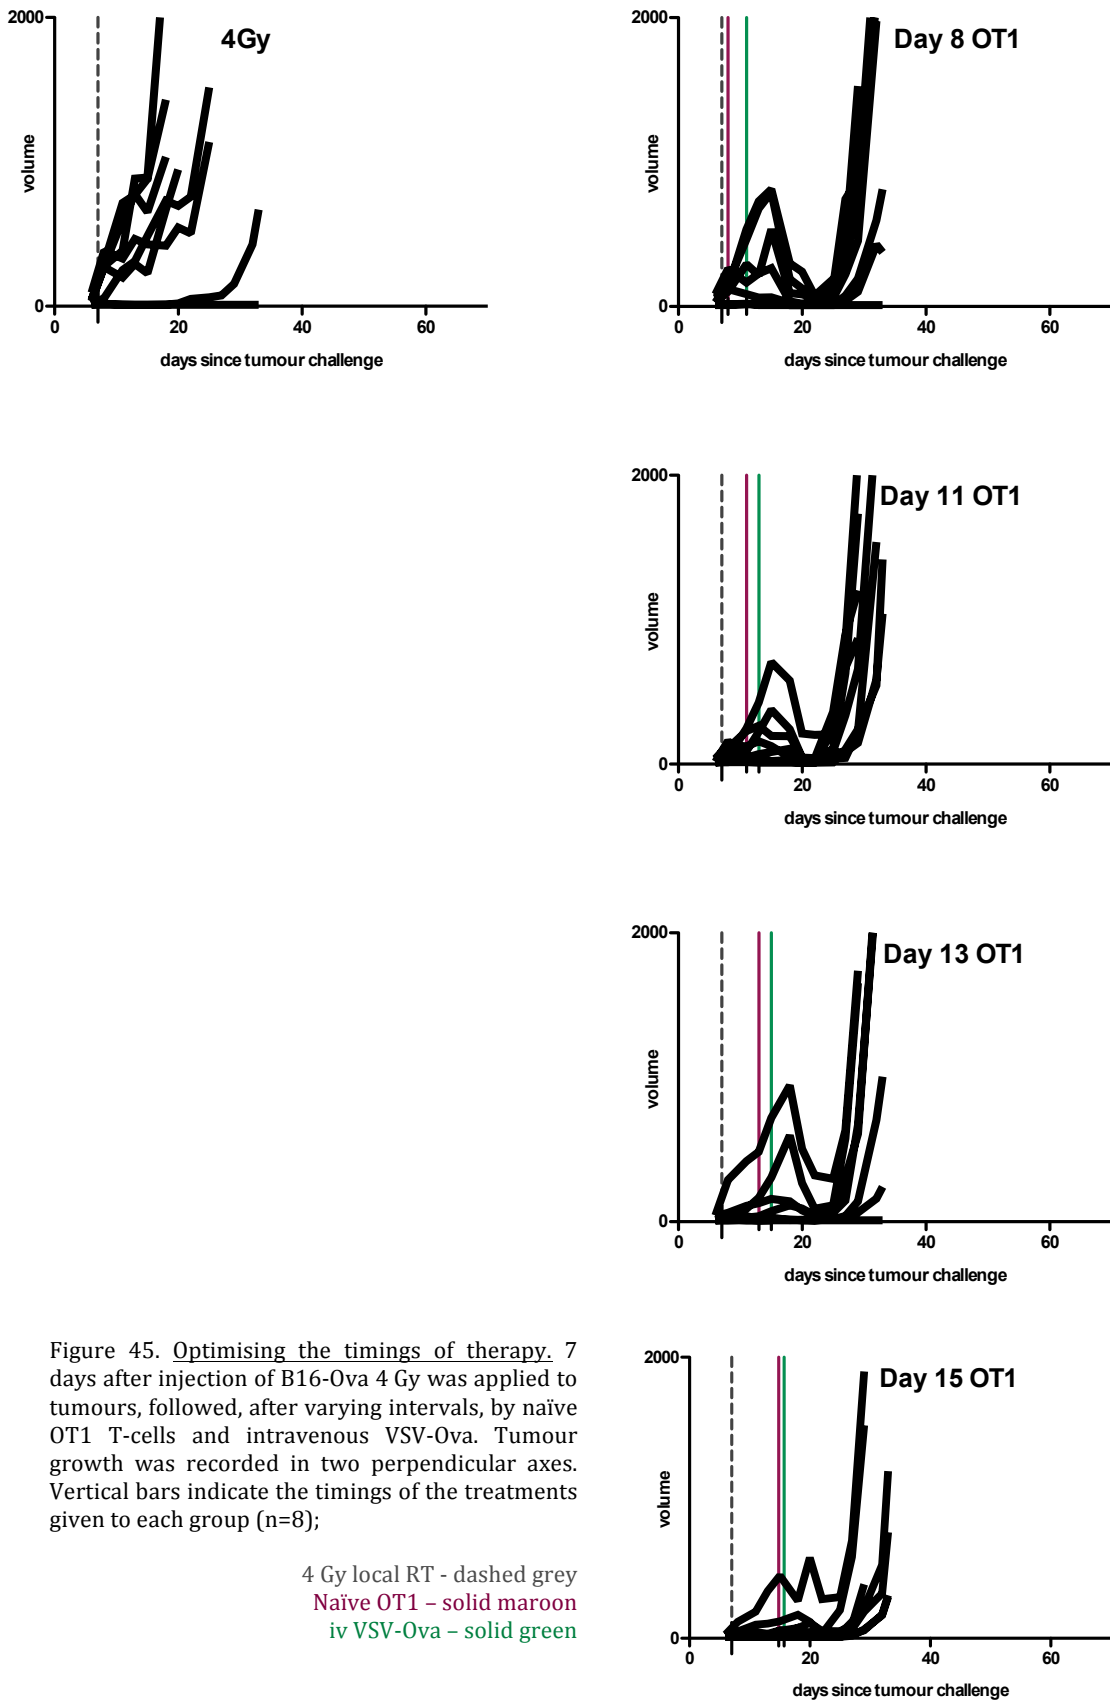 2000
4Gy
volume
0
0 20 40 60
days since tumour challenge
2000
Day 8 OT1
volume
0
0 20 40 60
days since tumour challenge
2000
Day 11 OT1
volume
0
0 20 40 60
days since tumour challenge
2000
Day 13 OT1
volume
0
0 20 40 60
days since tumour challenge
Figure 45. Optimising the timings of therapy. 7
days after injection of B16-Ova 4 Gy was applied to
tumours, followed, after varying intervals, by naïve
OT1 T-cells and intravenous VSV-Ova. Tumour
growth was recorded in two perpendicular axes.
Vertical bars indicate the timings of the treatments
given to each group (n=8);
4 Gy local RT - dashed grey
Naïve OT1 – solid maroon
iv VSV-Ova – solid green
2000
Day 15 OT1
volume
0
0 20 40 60
days since tumour challenge